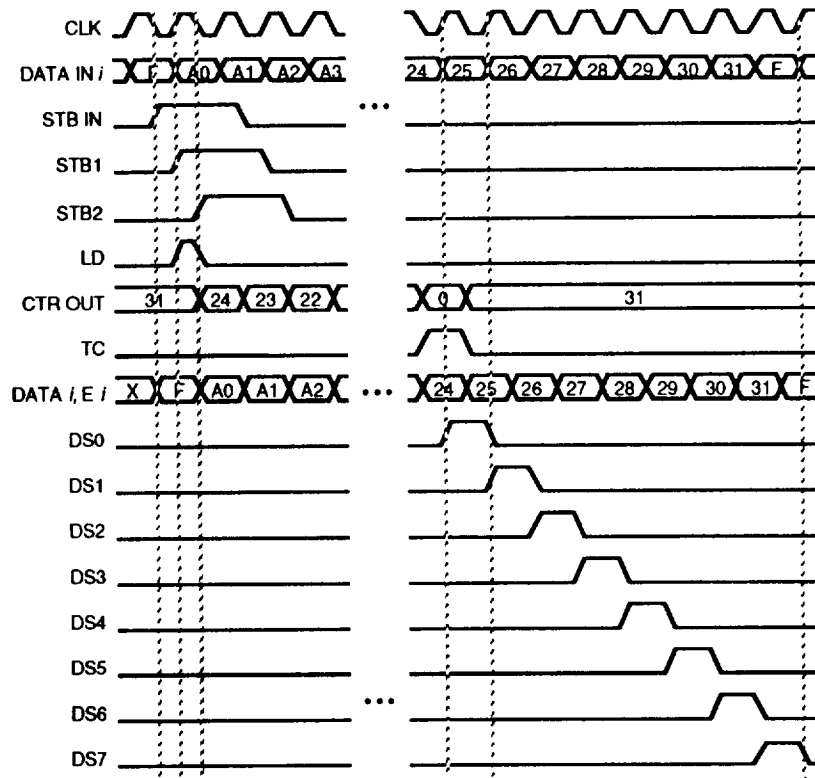 CLK
DATA IN i F A0 A1 A2 A3 24 25 26 27 28 29 30 31 F
STB IN •••
STB1
STB2
LD
CTR OUT 31 24 23 22 0 31
TC
DATA i, E i X F A0 A1 A2 ••• 24 25 26 27 28 29 30 31 F
DS0
DS1
DS2
DS3
DS4
DS5
DS6 •••
DS7